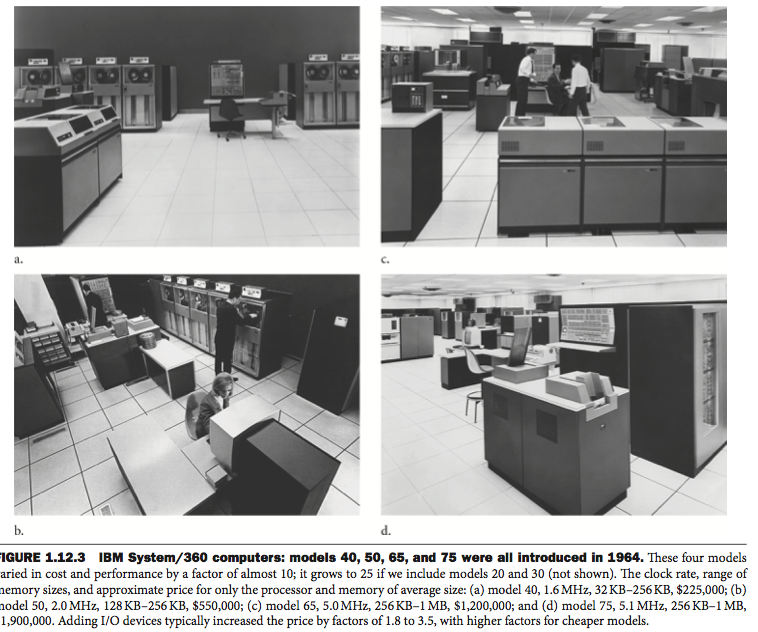 a.
c.
b.
d.
FIGURE 1.12.3 IBM System/360 computers: models 40, 50, 65, and 75 were all introduced in 1964. These four models
varied in cost and performance by a factor of almost 10; it grows to 25 if we include models 20 and 30 (not shown). The clock rate, range of
memory sizes, and approximate price for only the processor and memory of average size: (a) model 40, 1.6 MHz, 32 KB–256 KB, $225,000; (b)
model 50, 2.0 MHz, 128 KB–256 KB, $550,000; (c) model 65, 5.0 MHz, 256 KB–1 MB, $1,200,000; and (d) model 75, 5.1 MHz, 256 KB–1 MB,
$1,900,000. Adding I/O devices typically increased the price by factors of 1.8 to 3.5, with higher factors for cheaper models.